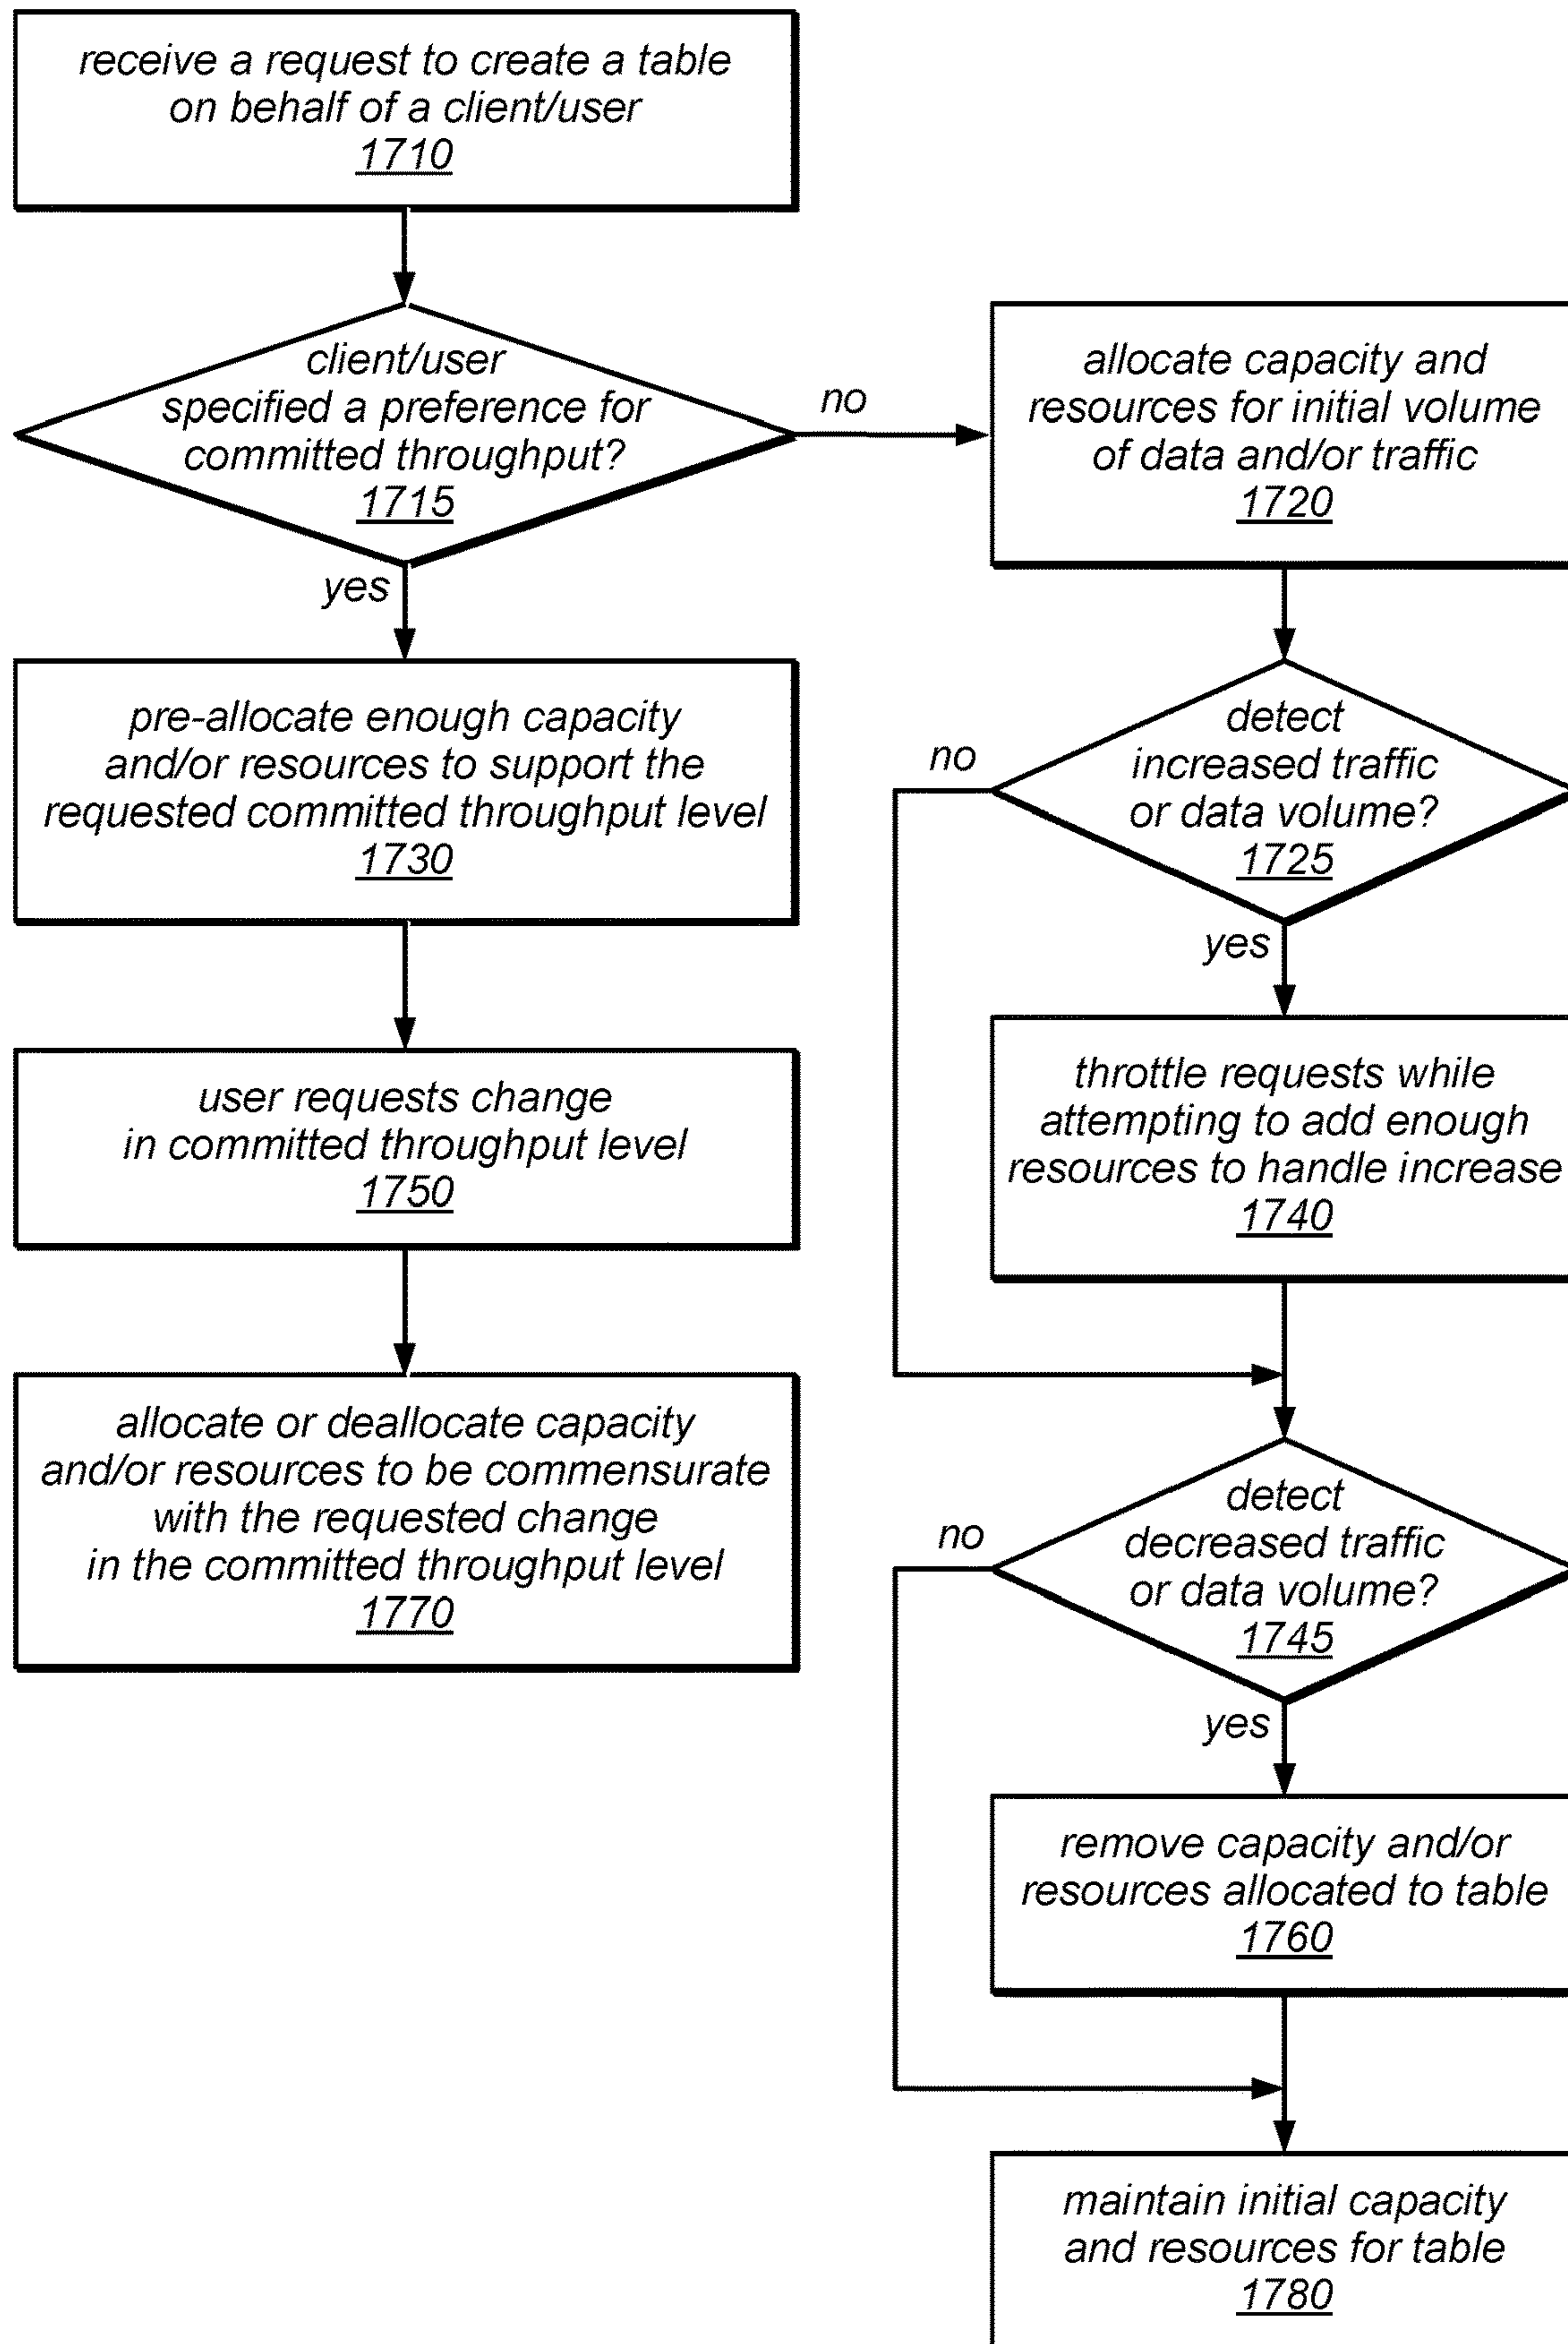 receive a request to create a table
on behalf of a client/user
1710
client/user
specified a preference for
committed throughput?
1715
no
yes
allocate capacity and
resources for initial volume
of data and/or traffic
1720
pre-allocate enough capacity
and/or resources to support the
requested committed throughput level
1730
user requests change
in committed throughput level
1750
allocate or deallocate capacity
and/or resources to be commensurate
with the requested change
in the committed throughput level
1770
detect
increased traffic
or data volume?
1725
no
yes
throttle requests while
attempting to add enough
resources to handle increase
1740
detect
decreased traffic
or data volume?
1745
no
yes
remove capacity and/or
resources allocated to table
1760
maintain initial capacity
and resources for table
1780